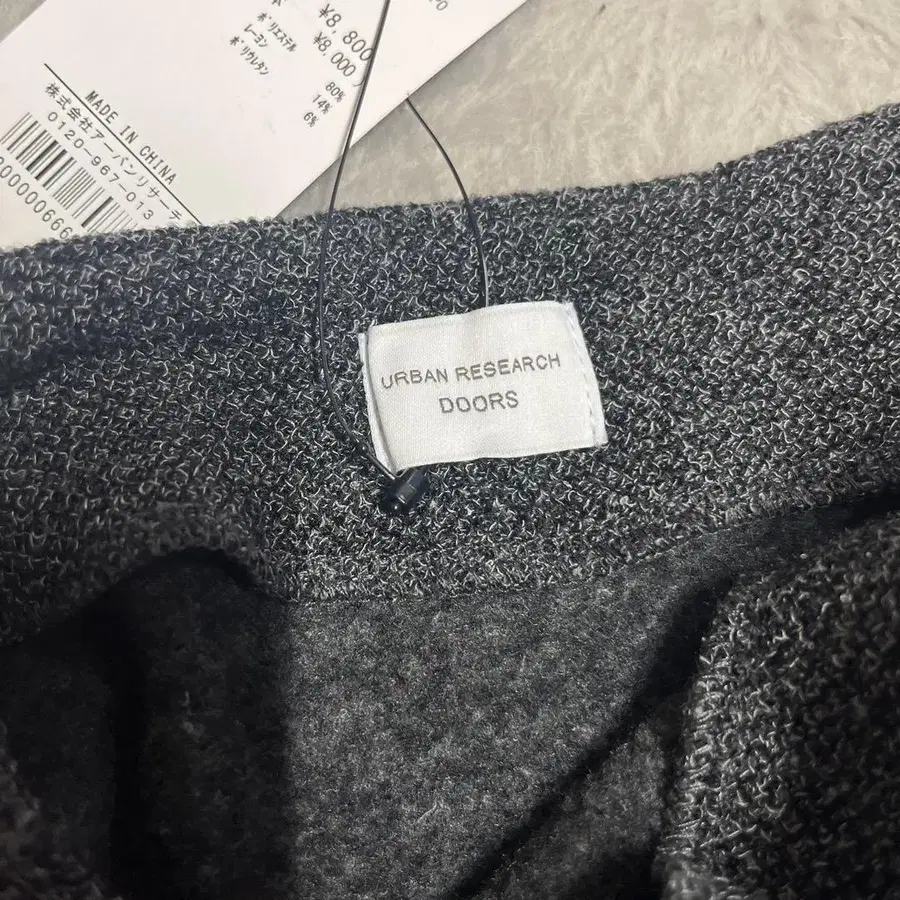 ¥8,800
¥8,000)
ポリエステル 80%
レーヨン 14%
ポリウレタン 6%
MADE IN CHINA
株式会社アーバンリサーチ
0120-967-013
URBAN RESEARCH
DOORS